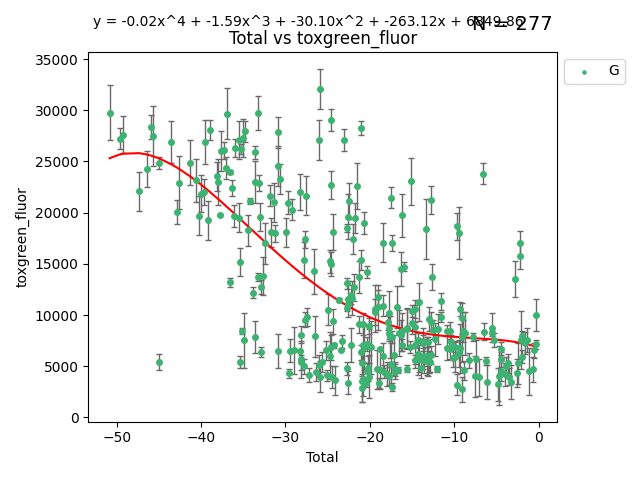 y = -0.02x^4 + -1.59x^3 + -30.10x^2 + -263.12x + 6849.86
N = 277
Total vs toxgreen_fluor
G
toxgreen_fluor
35000
30000
25000
20000
15000
10000
5000
0
−50
−40
−30
−20
−10
0
Total